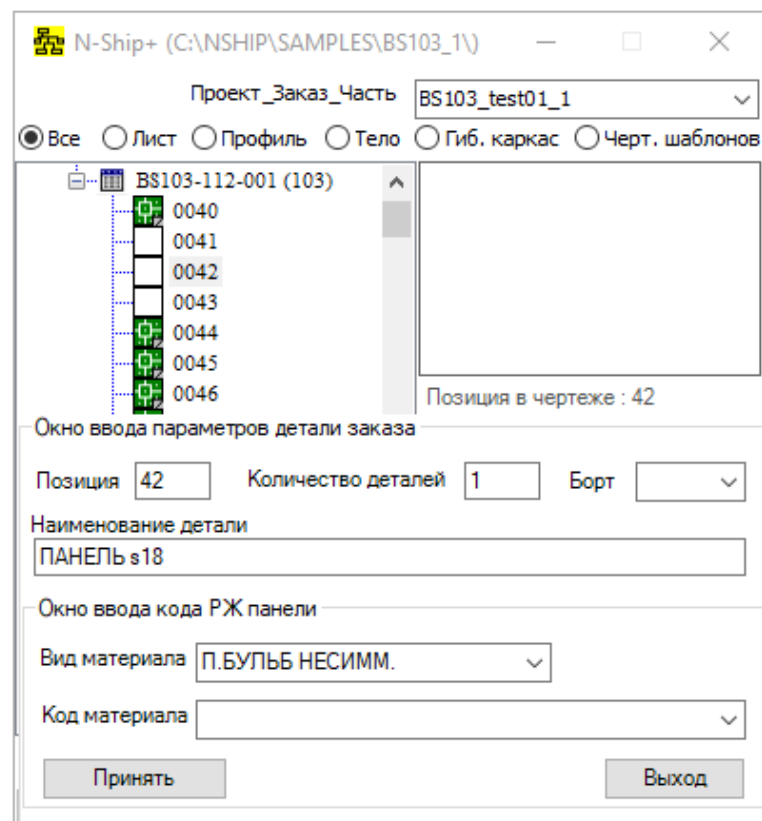 N-Ship+ (C:\NSHIP\SAMPLES\BS103_1\)
Проект_Заказ_Часть BS103_test01_1
Все Лист Профиль Тело Гиб. каркас Черт. шаблонов
BS103-112-001 (103)
0040
0041
0042
0043
0044
0045
0046
Позиция в чертеже : 42
Окно ввода параметров детали заказа
Позиция 42 Количество деталей 1 Борт
Наименование детали
ПАНЕЛЬ s18
Окно ввода кода РЖ панели
Вид материала П.БУЛЬБ НЕСИММ.
Код материала
Принять Выход